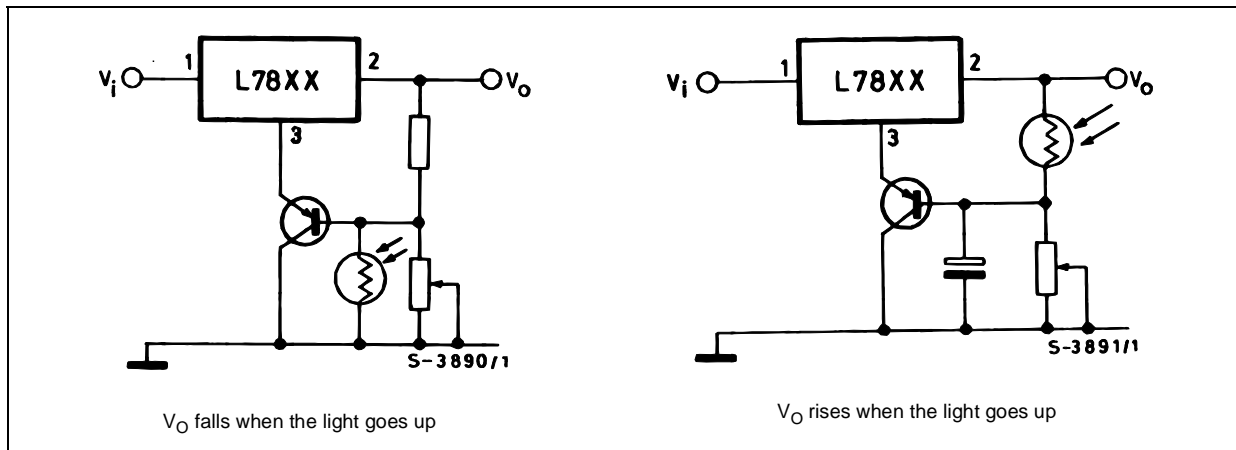 1 L78XX 2
Vi Vo
3
S-3890/1
VO falls when the light goes up
1 L78XX 2
Vi Vo
3
S-3891/1
VO rises when the light goes up